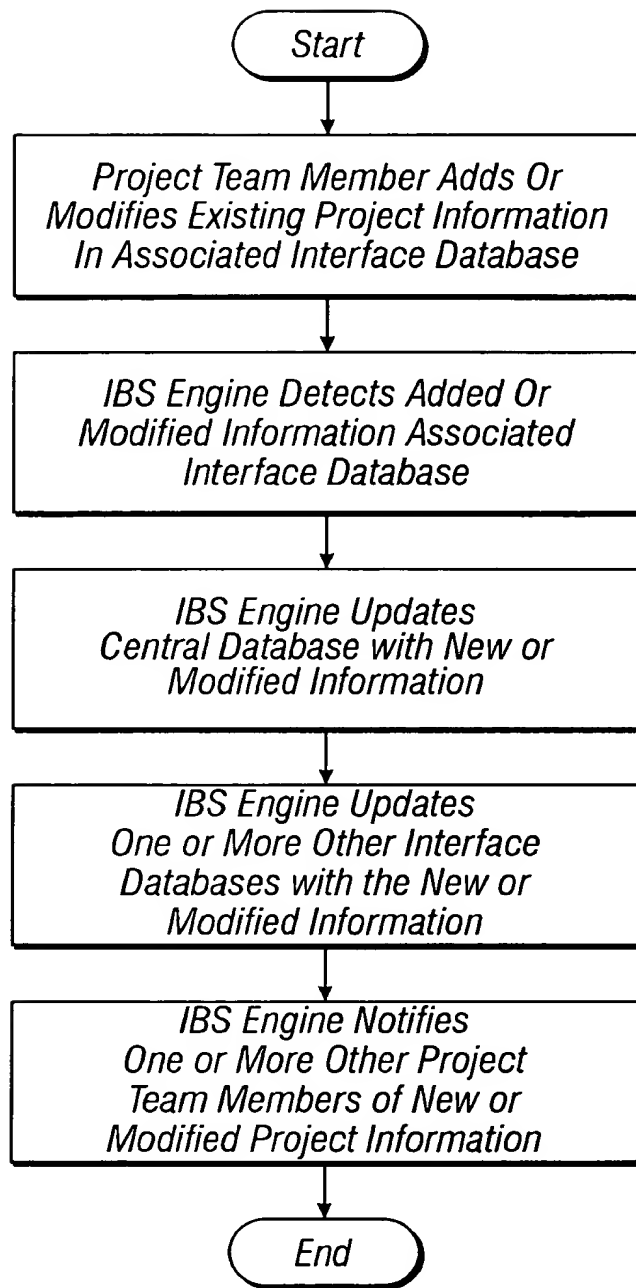 Start
Project Team Member Adds Or
Modifies Existing Project Information
In Associated Interface Database
IBS Engine Detects Added Or
Modified Information Associated
Interface Database
IBS Engine Updates
Central Database with New or
Modified Information
IBS Engine Updates
One or More Other Interface
Databases with the New or
Modified Information
IBS Engine Notifies
One or More Other Project
Team Members of New or
Modified Project Information
End